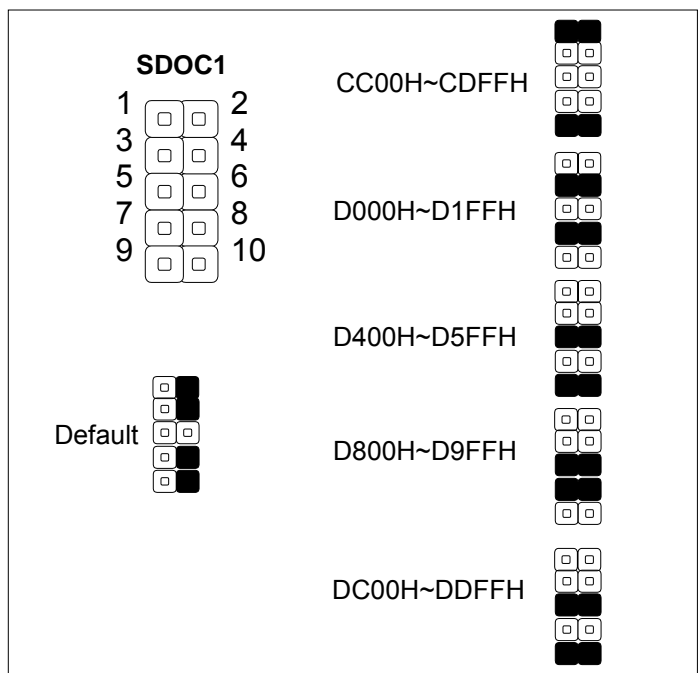 SDOC1
1 2
3 4
5 6
7 8
9 10
Default
CC00H~CDFFH
D000H~D1FFH
D400H~D5FFH
D800H~D9FFH
DC00H~DDFFH